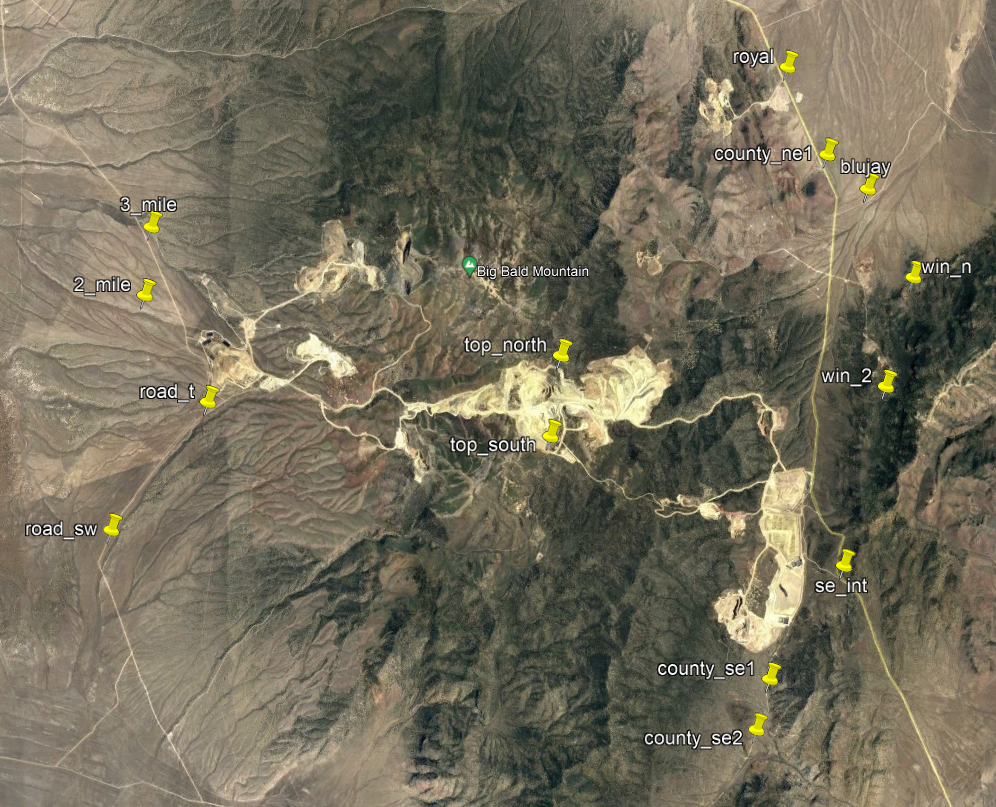 royal
county_ne1
blujay
3_mile
Big Bald Mountain
win_n
2_mile
top_north
win_2
road_t
top_south
road_sw
se_int
county_se1
county_se2